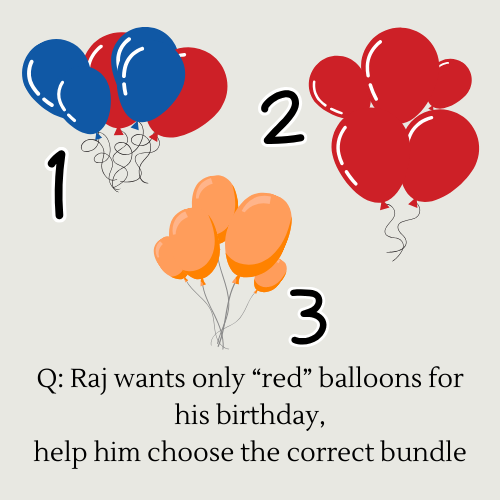 1
2
3
Q: Raj wants only “red” balloons for
his birthday,
help him choose the correct bundle